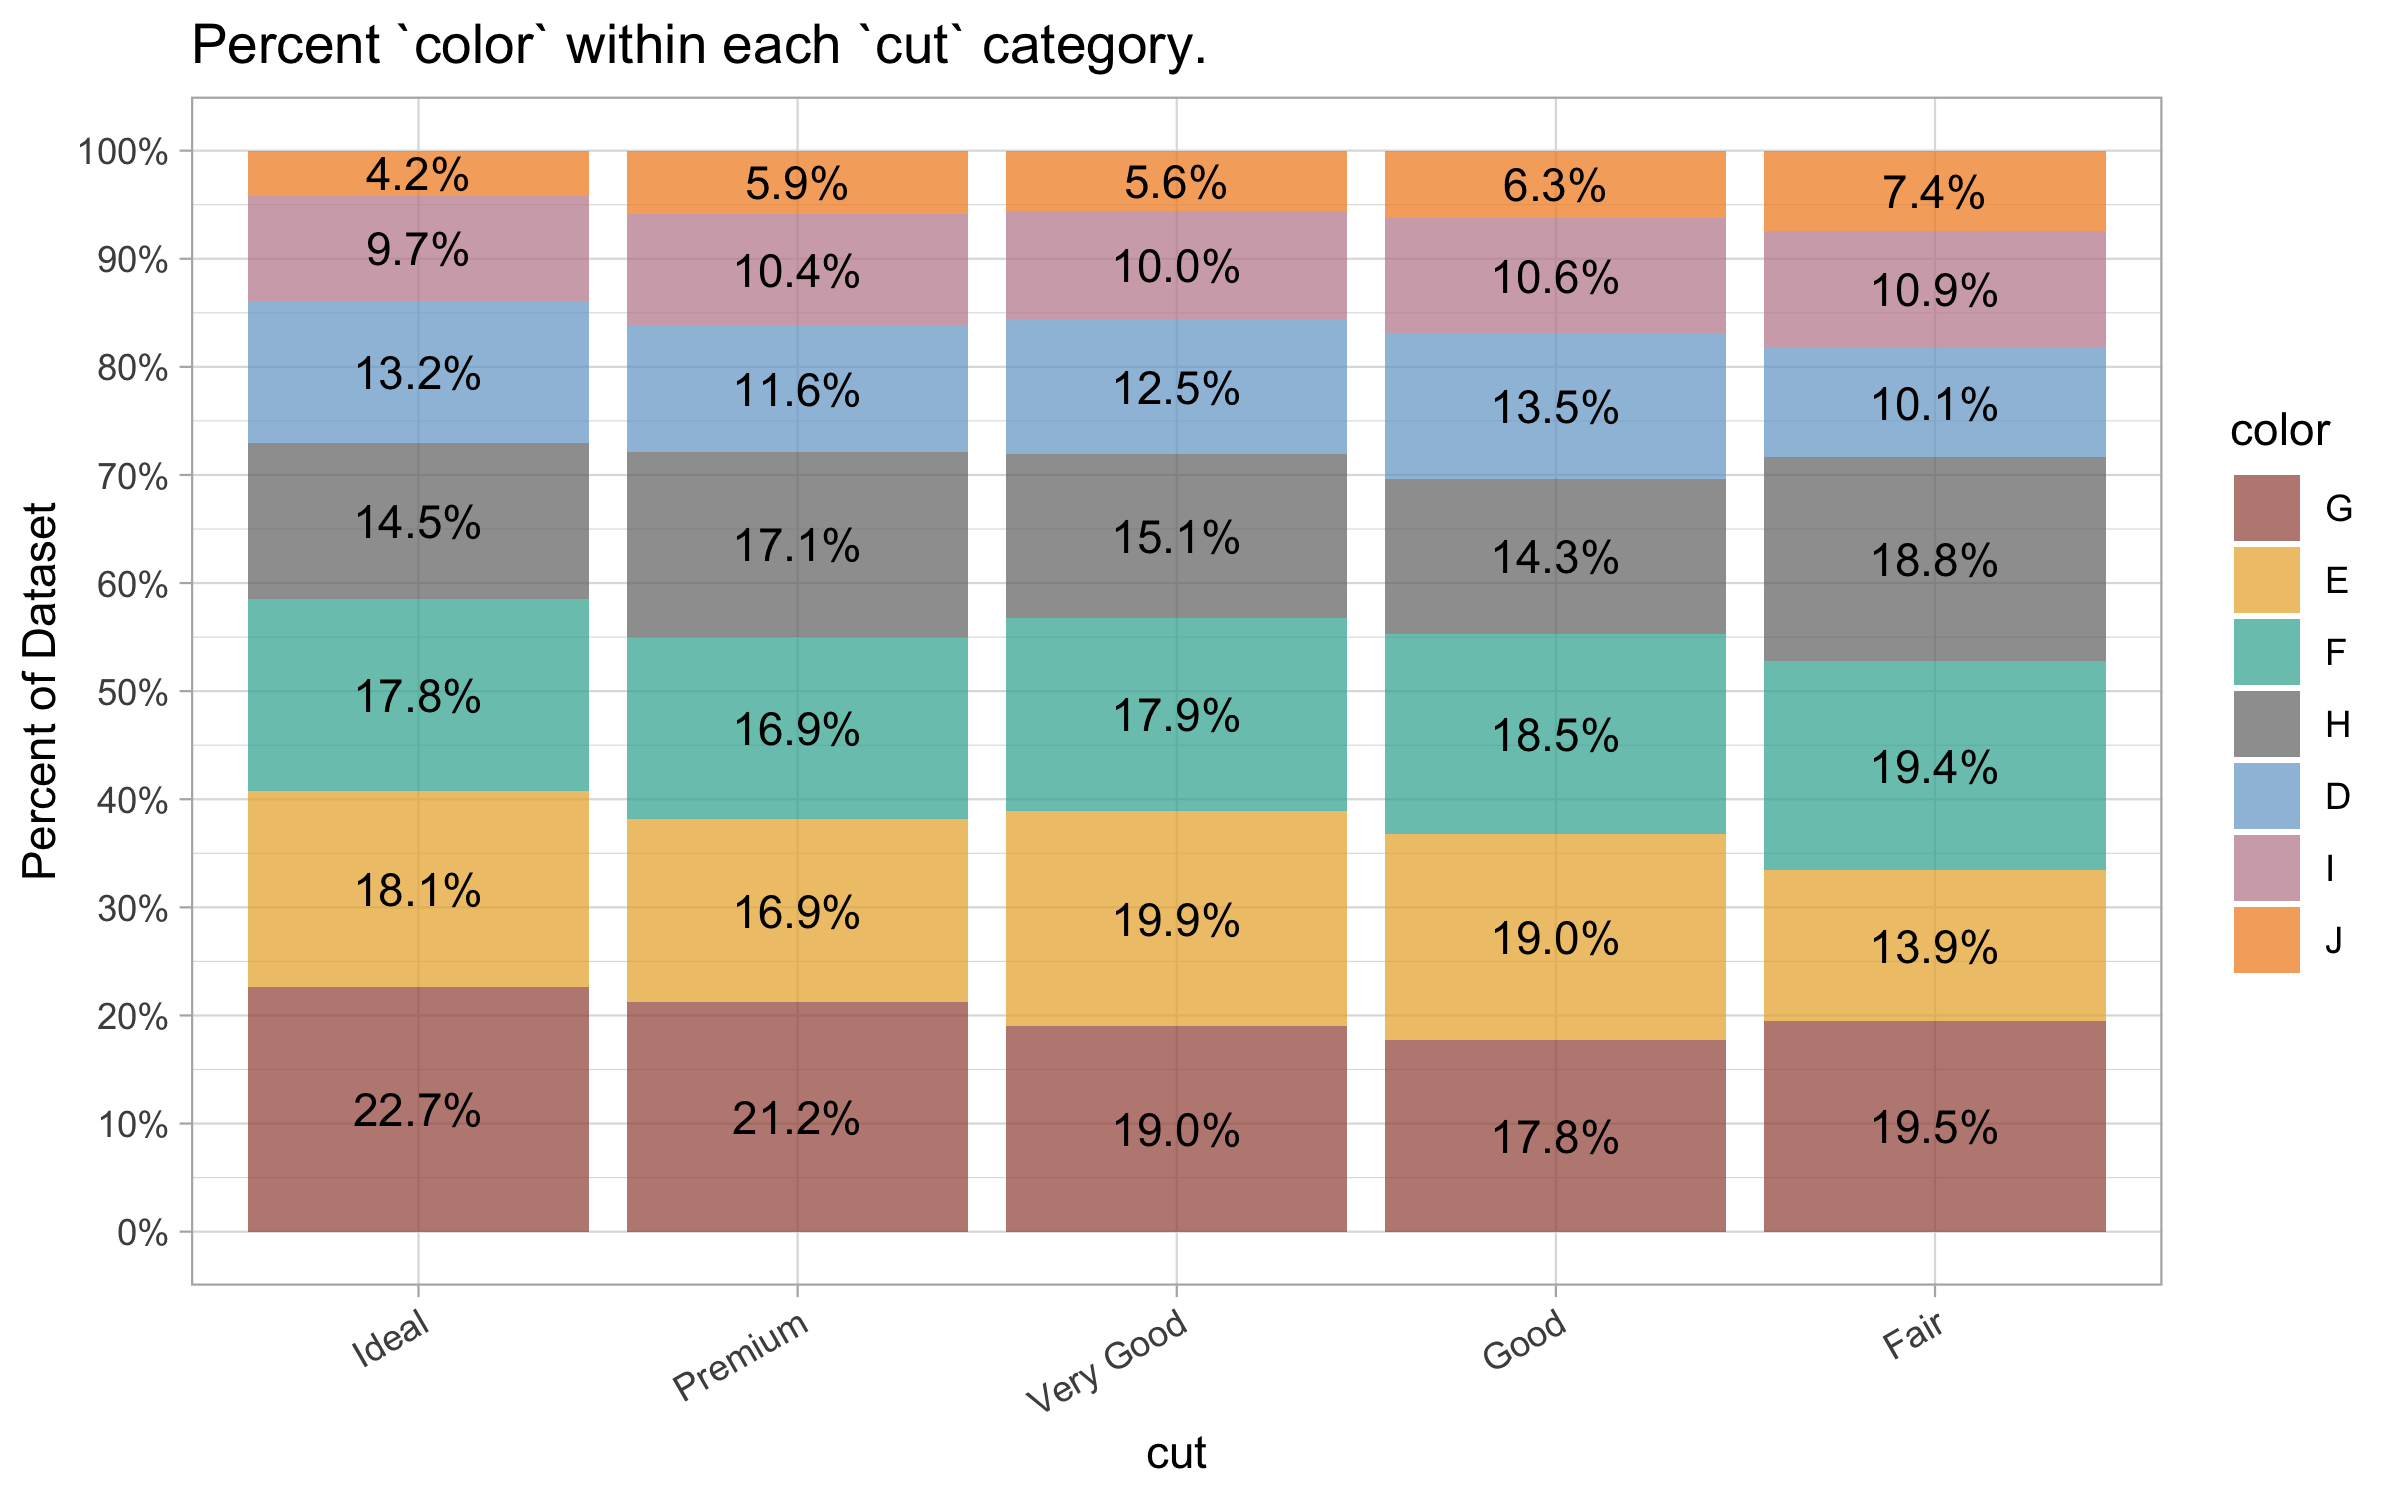 Percent `color` within each `cut` category.
Percent of Dataset
100%
90%
80%
70%
60%
50%
40%
30%
20%
10%
0%
4.2%
9.7%
13.2%
14.5%
17.8%
18.1%
22.7%
5.9%
10.4%
11.6%
17.1%
16.9%
16.9%
21.2%
5.6%
10.0%
12.5%
15.1%
17.9%
19.9%
19.0%
6.3%
10.6%
13.5%
14.3%
18.5%
19.0%
17.8%
7.4%
10.9%
10.1%
18.8%
19.4%
13.9%
19.5%
Ideal
Premium
Very Good
Good
Fair
cut
color
G
E
F
H
D
I
J